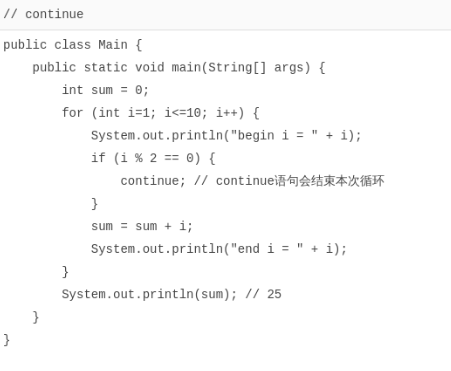 // continue
public class Main {
    public static void main(String[] args) {
        int sum = 0;
        for (int i=1; i<=10; i++) {
            System.out.println("begin i = " + i);
            if (i % 2 == 0) {
                continue; // continue语句会结束本次循环
            }
            sum = sum + i;
            System.out.println("end i = " + i);
        }
        System.out.println(sum); // 25
    }
}